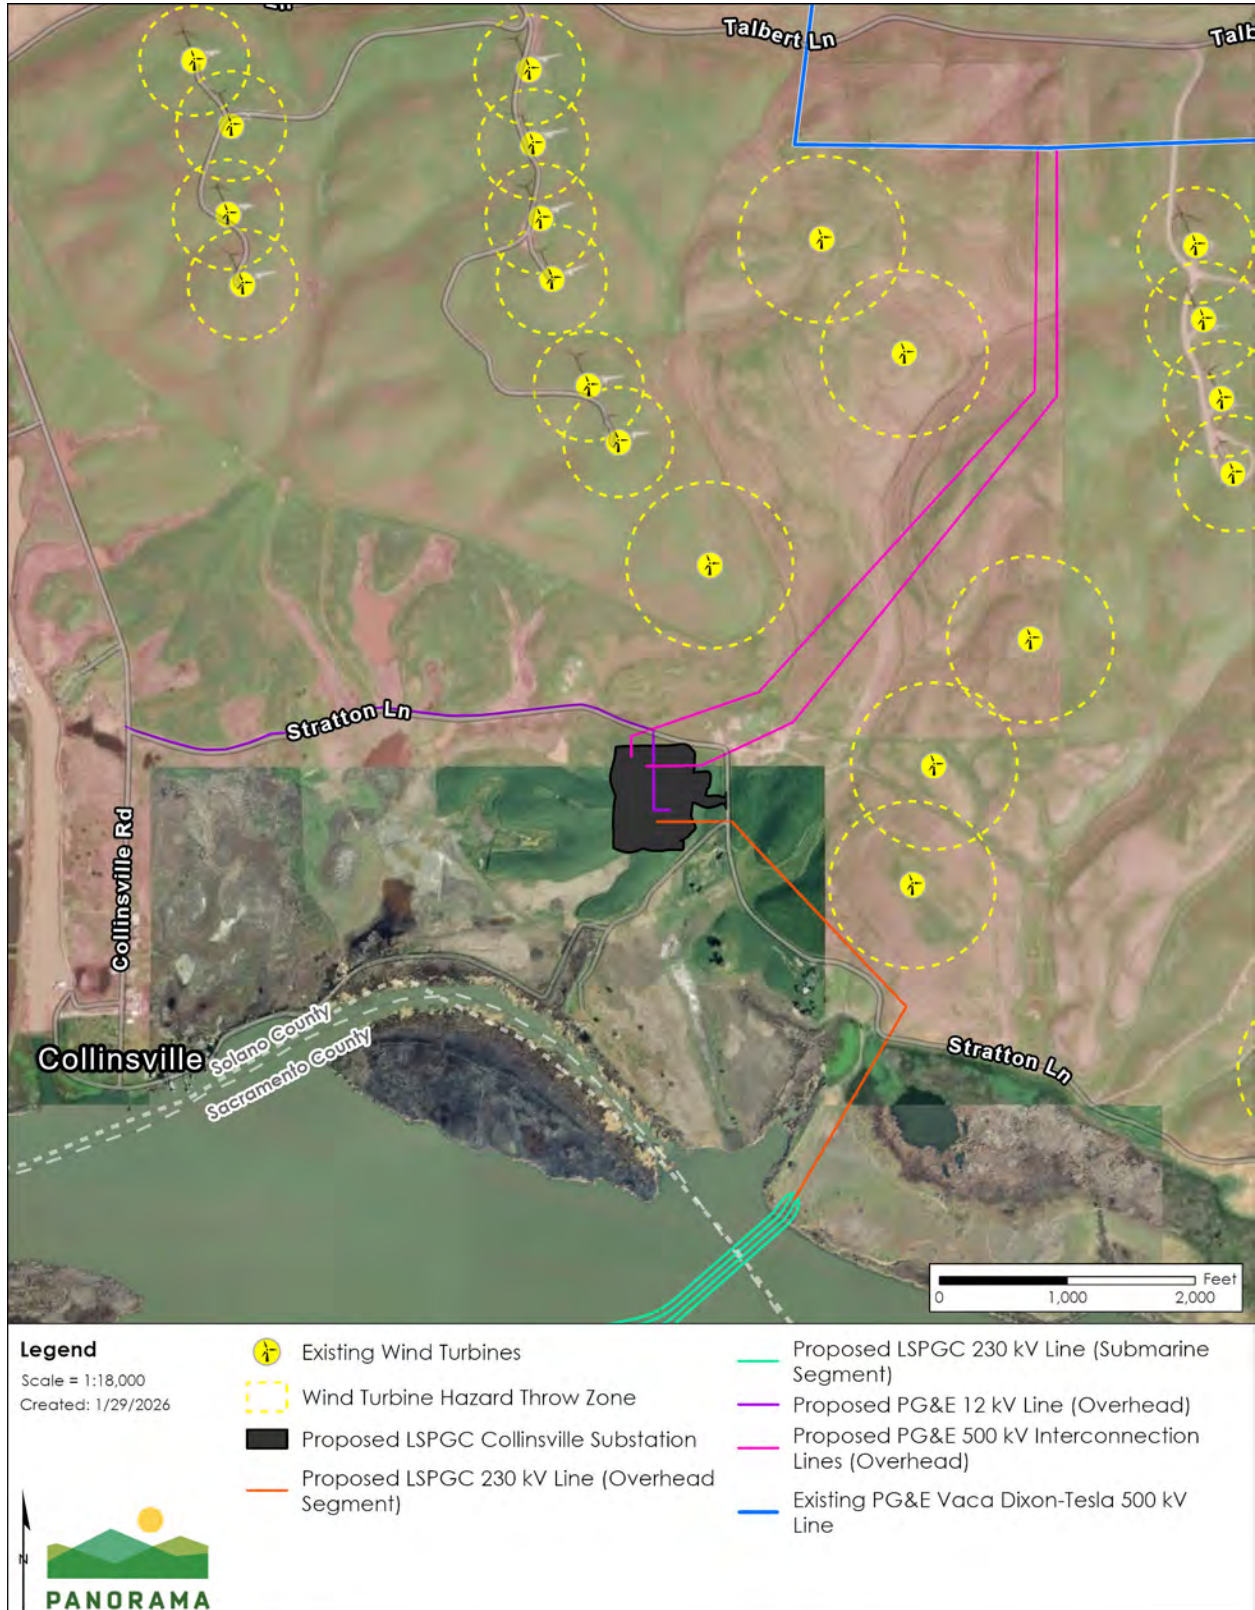 Talbert Ln
Stratton Ln
Collinsville Rd
Solano County
Collinsville
Sacramento County
Stratton Ln
Feet
0 1,000 2,000
Legend
Scale = 1:18,000
Created: 1/29/2026
Existing Wind Turbines
Wind Turbine Hazard Throw Zone
Proposed LSPGC Collinsville Substation
Proposed LSPGC 230 kV Line (Overhead
Segment)
Proposed LSPGC 230 kV Line (Submarine
Segment)
Proposed PG&E 12 kV Line (Overhead)
Proposed PG&E 500 kV Interconnection
Lines (Overhead)
Existing PG&E Vaca Dixon-Tesla 500 kV
Line
N
PANORAMA